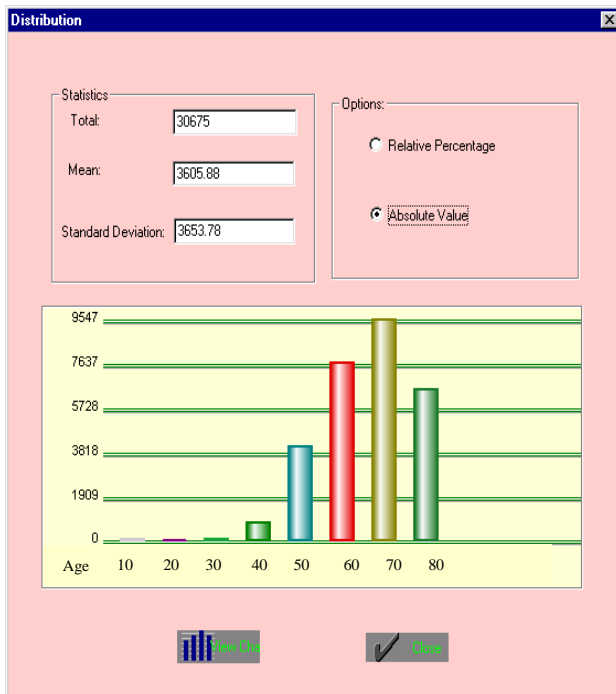 Distribution
Statistics
Total: 30675
Mean: 3605.88
Standard Deviation: 3653.78
Options:
Relative Percentage
Absolute Value
9547
7637
5728
3818
1909
0
Age 10 20 30 40 50 60 70 80
Close